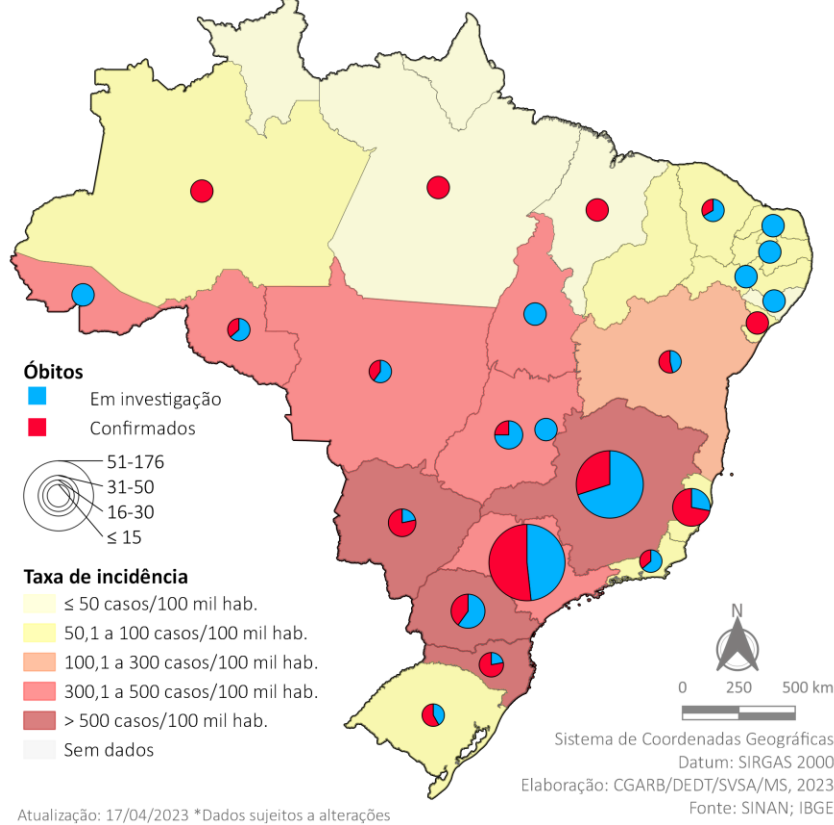 Óbitos
Em investigação
Confirmados
51-176
31-50
16-30
≤ 15
Taxa de incidência
≤ 50 casos/100 mil hab.
50,1 a 100 casos/100 mil hab.
100,1 a 300 casos/100 mil hab.
300,1 a 500 casos/100 mil hab.
> 500 casos/100 mil hab.
Sem dados
N
0 250 500 km
Sistema de Coordenadas Geográficas
Datum: SIRGAS 2000
Elaboração: CGARB/DEDT/SVSA/MS, 2023
Fonte: SINAN; IBGE
Atualização: 17/04/2023 *Dados sujeitos a alterações